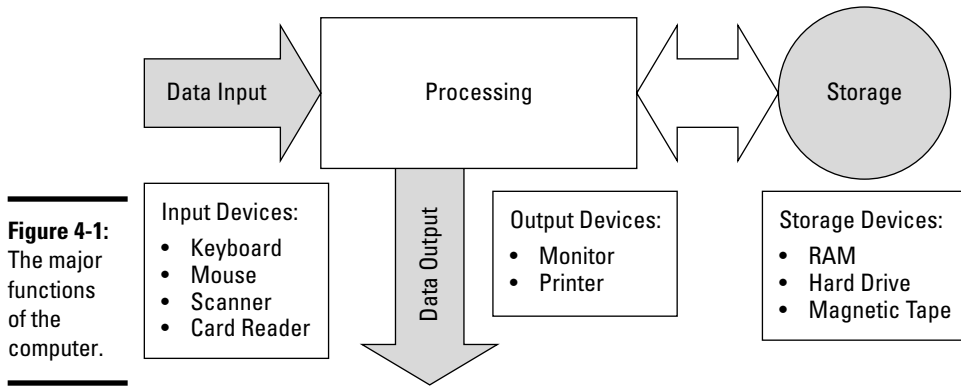 Data Input
Processing
Storage
Data Output
Input Devices:
• Keyboard
• Mouse
• Scanner
• Card Reader
Output Devices:
• Monitor
• Printer
Storage Devices:
• RAM
• Hard Drive
• Magnetic Tape
Figure 4-1:
The major
functions
of the
computer.